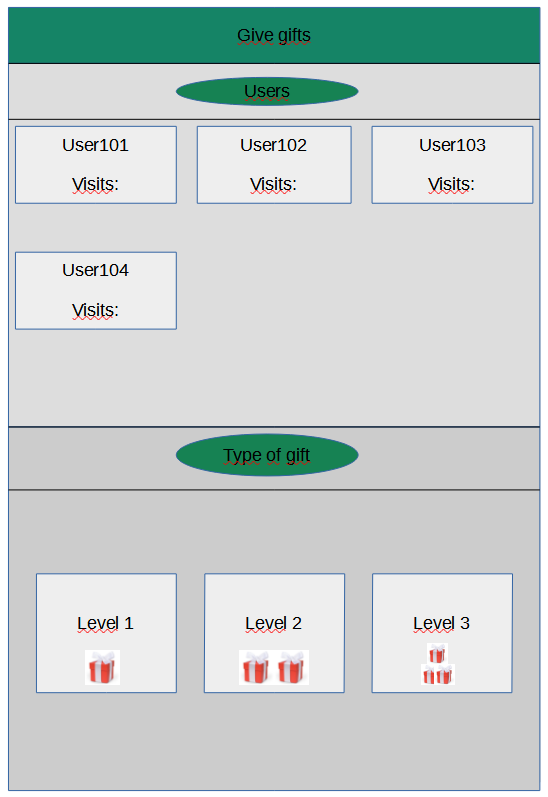 Give gifts
Users
User101
Visits:
User102
Visits:
User103
Visits:
User104
Visits:
Type of gift
Level 1
Level 2
Level 3